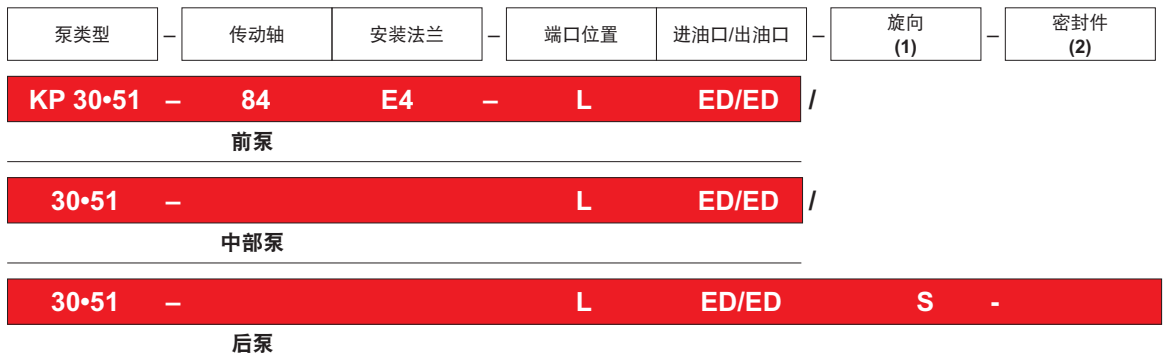 泵类型 – 传动轴 安装法兰 – 端口位置 进油口/出油口 – 旋向 (1) – 密封件 (2)
KP 30•51 – 84 E4 – L ED/ED /
前泵
30•51 – L ED/ED /
中部泵
30•51 – L ED/ED S -
后泵